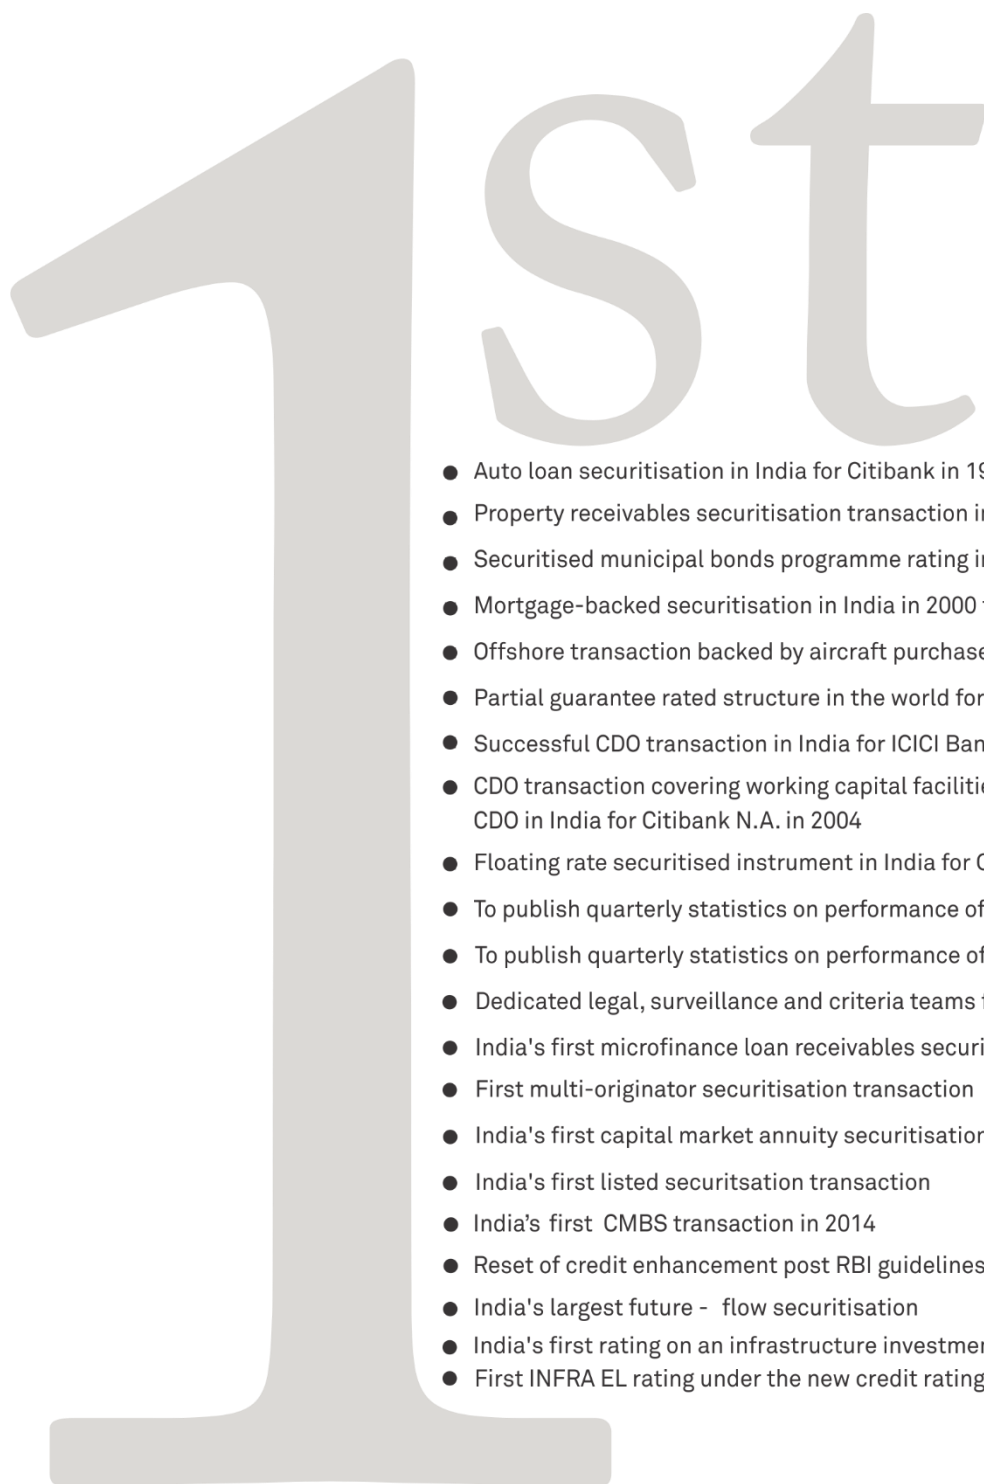 1st
● Auto loan securitisation in India for Citibank in
● Property receivables securitisation transaction
● Securitised municipal bonds programme rating
● Mortgage-backed securitisation in India in 2000
● Offshore transaction backed by aircraft purchase
● Partial guarantee rated structure in the world for
● Successful CDO transaction in India for ICICI
● CDO transaction covering working capital
CDO in India for Citibank N.A. in 2004
● Floating rate securitised instrument in India for
● To publish quarterly statistics on performance of
● To publish quarterly statistics on performance of
● Dedicated legal, surveillance and criteria teams
● India's first microfinance loan receivables
● First multi-originator securitisation transaction
● India's first capital market annuity securitisation
● India's first listed securitsation transaction
● India’s first CMBS transaction in 2014
● Reset of credit enhancement post RBI guidelines
● India's largest future - flow securitisation
● India's first rating on an infrastructure
● First INFRA EL rating under the new credit rating